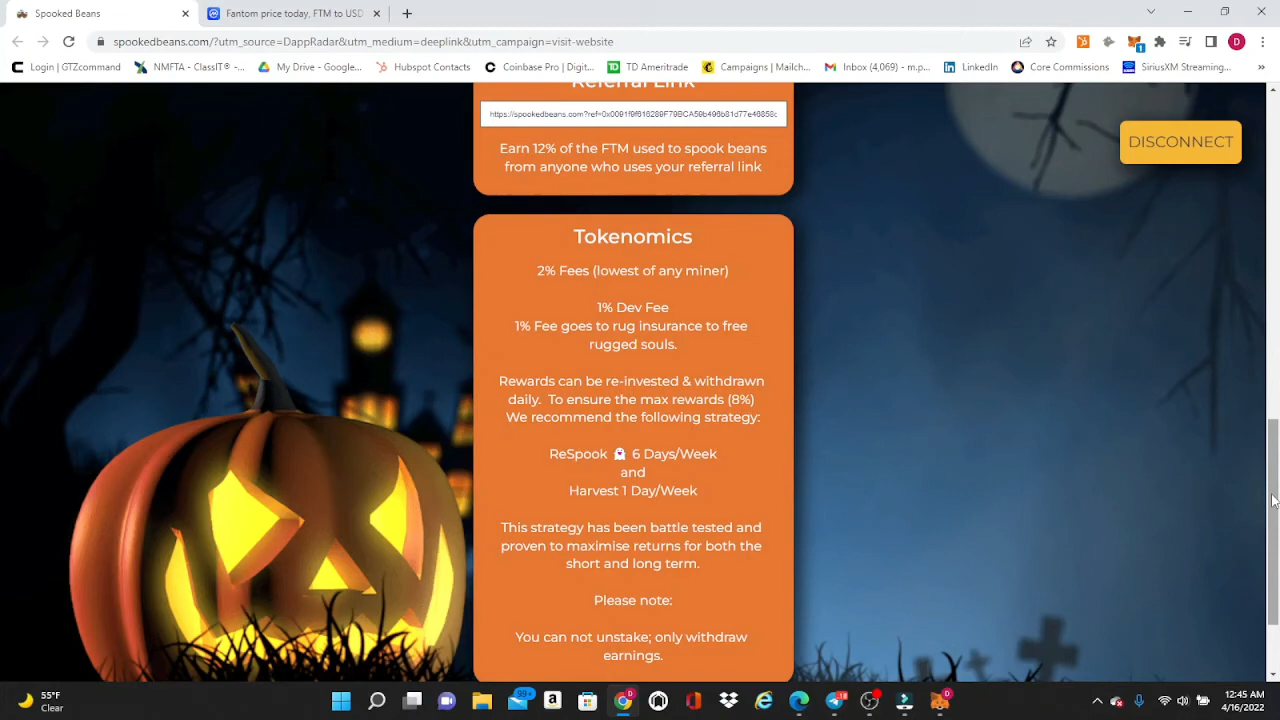 Spooked Beans
Fantom price today, FTM to USD
spookedbeans.com/?utm_source=DappRadar&utm_medium=deeplink&utm_campaign=visit-website
D
1
Login | GTZcommand
NMFTA – ClassIT® -...
My Drive - Google...
Hubspot Contacts
Coinbase Pro | Digit...
TD Ameritrade
Campaigns | Mailch...
Inbox (4,069) - m.p...
LinkedIn
Core Commissions
SiriusXM Streaming...
»
Referral Link
DISCONNECT
Earn 12% of the FTM used to spook beans
from anyone who uses your referral link
Tokenomics
2% Fees (lowest of any miner)
1% Dev Fee
1% Fee goes to rug insurance to free
rugged souls.
Rewards can be re-invested & withdrawn
daily. To ensure the max rewards (8%)
We recommend the following strategy:
ReSpook 👻 6 Days/Week
and
Harvest 1 Day/Week
This strategy has been battle tested and
proven to maximise returns for both the
short and long term.
Please note:
You can not unstake; only withdraw
earnings.
55°F
Clear
99+
18
12:45 AM
4/16/2022